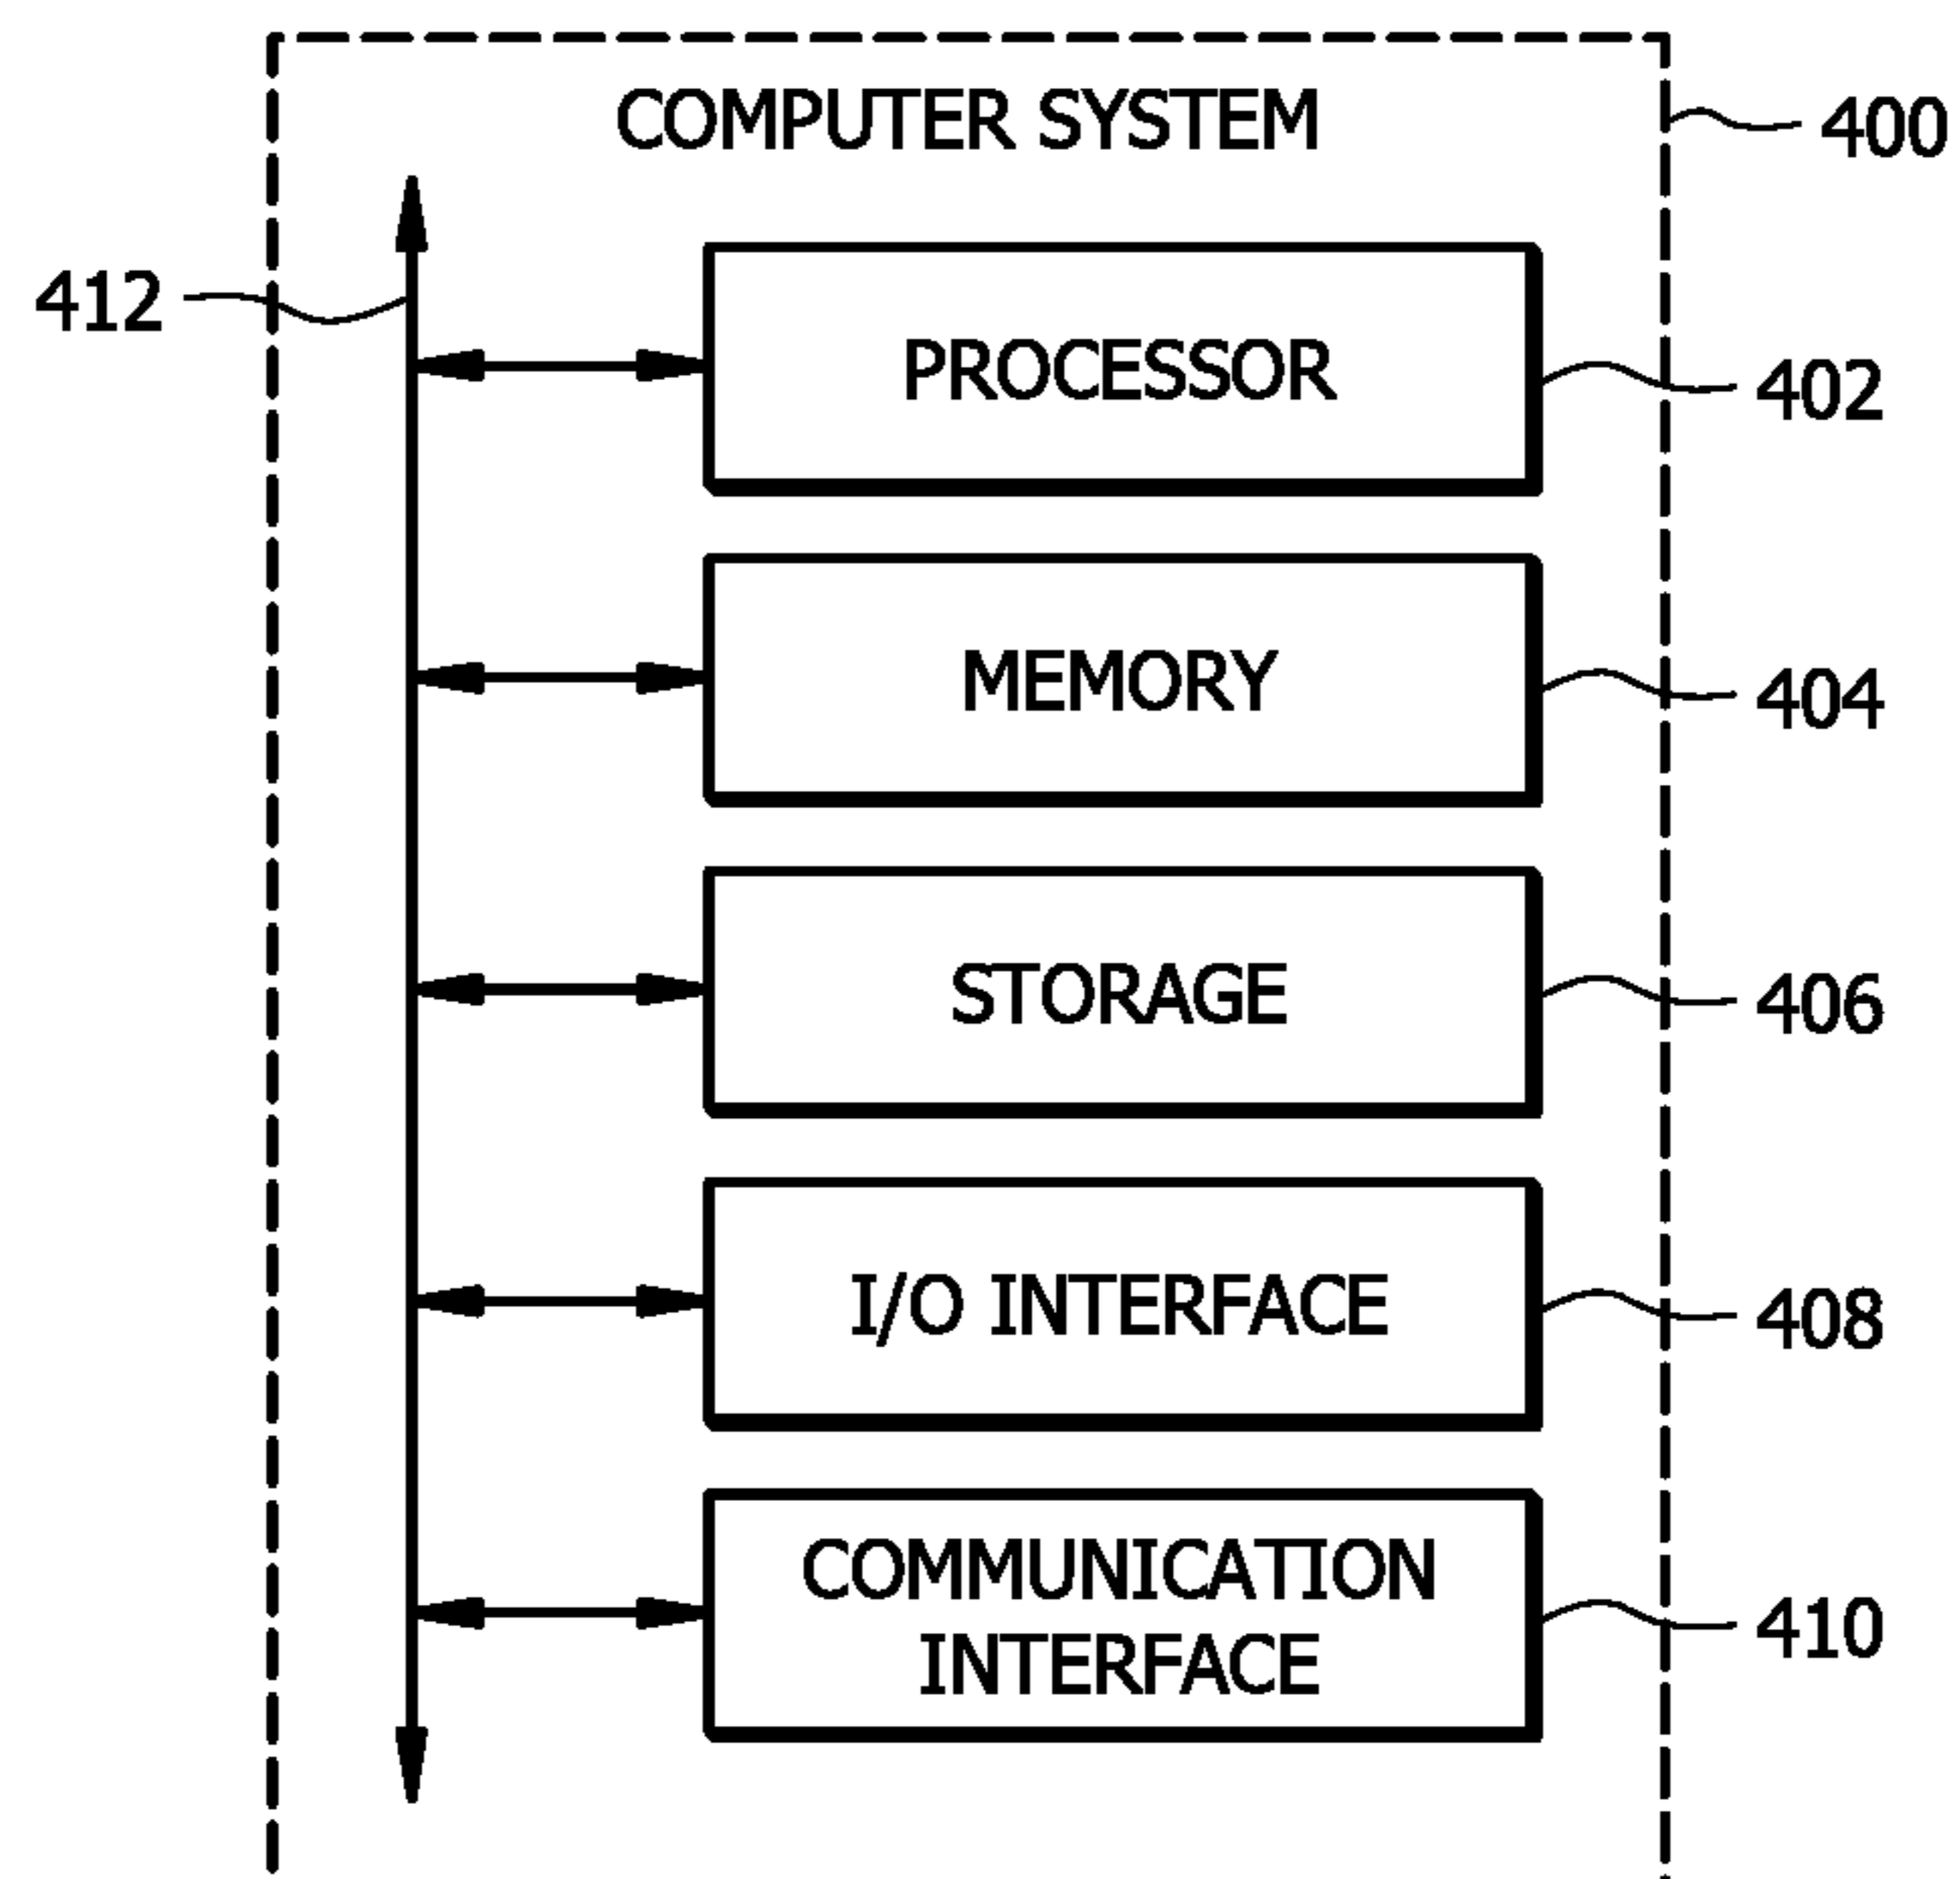 COMPUTER SYSTEM
400
412
PROCESSOR
402
MEMORY
404
STORAGE
406
I/O INTERFACE
408
COMMUNICATION
INTERFACE
410